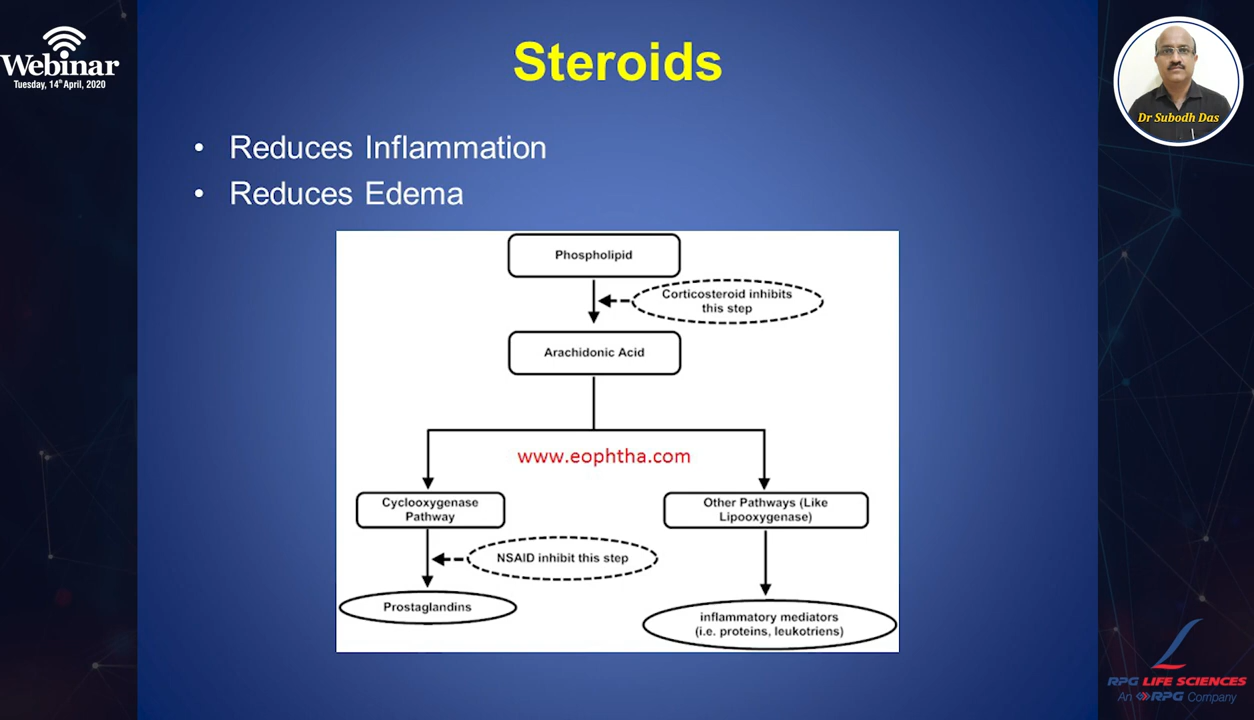 Webinar
Tuesday, 14th April, 2020
Steroids
Dr Subodh Das
• Reduces Inflammation
• Reduces Edema
Phospholipid
Corticosteroid inhibits
this step
Arachidonic Acid
www.eophtha.com
Cyclooxygenase
Pathway
Other Pathways (Like
Lipooxygenase)
NSAID inhibit this step
Prostaglandins
inflammatory mediators
(i.e. proteins, leukotriens)
RPG LIFE SCIENCES
An RPG Company